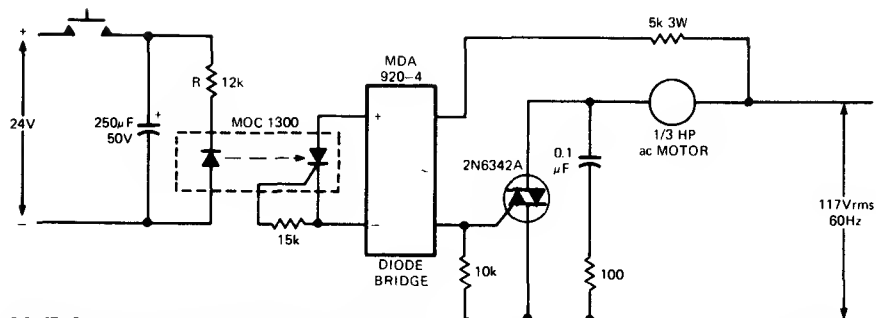 5k 3W
MDA
920-4
+
R 12k
24V
250μF
50V
+
MOC 1300
+
-
-
15k
DIODE
BRIDGE
10k
2N6342A
0.1
μF
100
1/3 HP
ac MOTOR
117Vrms
60Hz